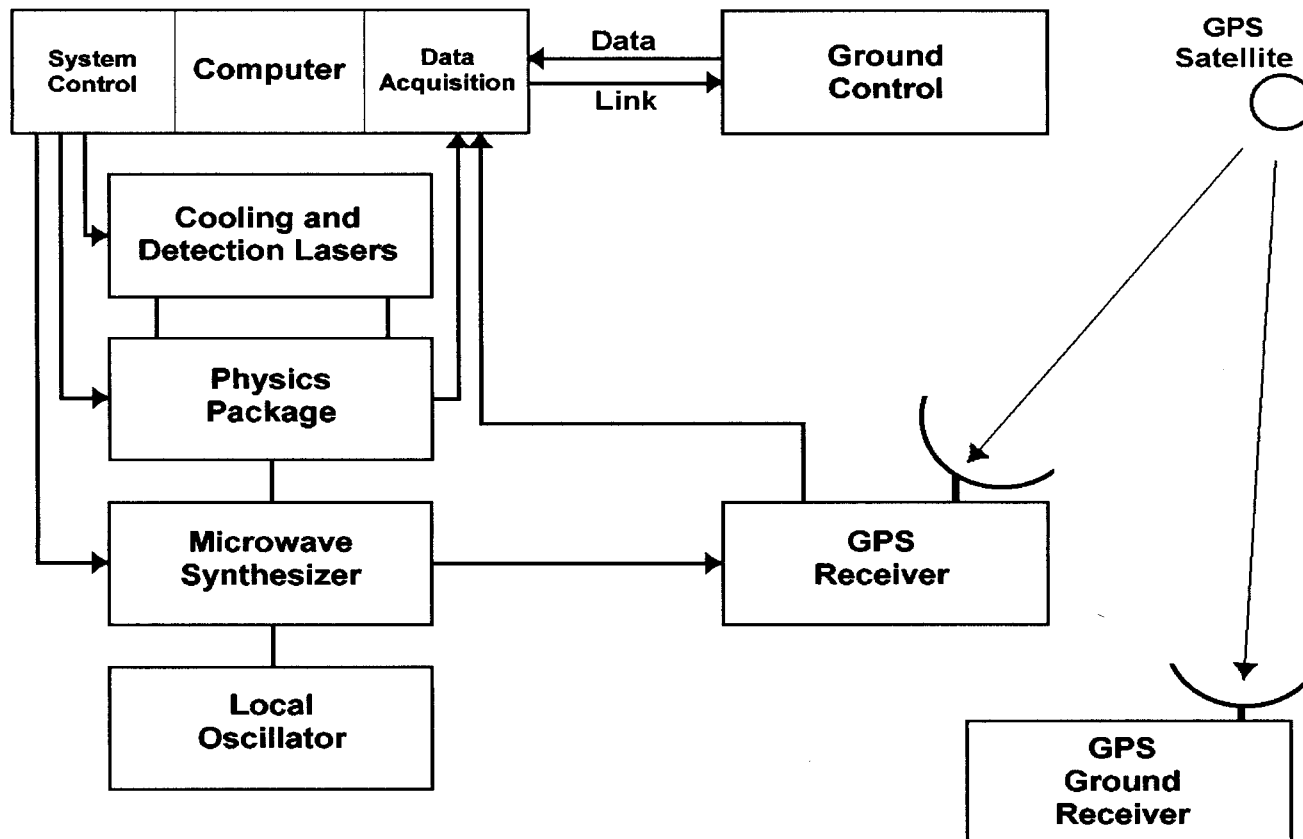 System
Control
Computer
Data
Acquisition
Data
Link
Ground
Control
GPS
Satellite
Cooling and
Detection Lasers
Physics
Package
Microwave
Synthesizer
GPS
Receiver
Local
Oscillator
GPS
Ground
Receiver